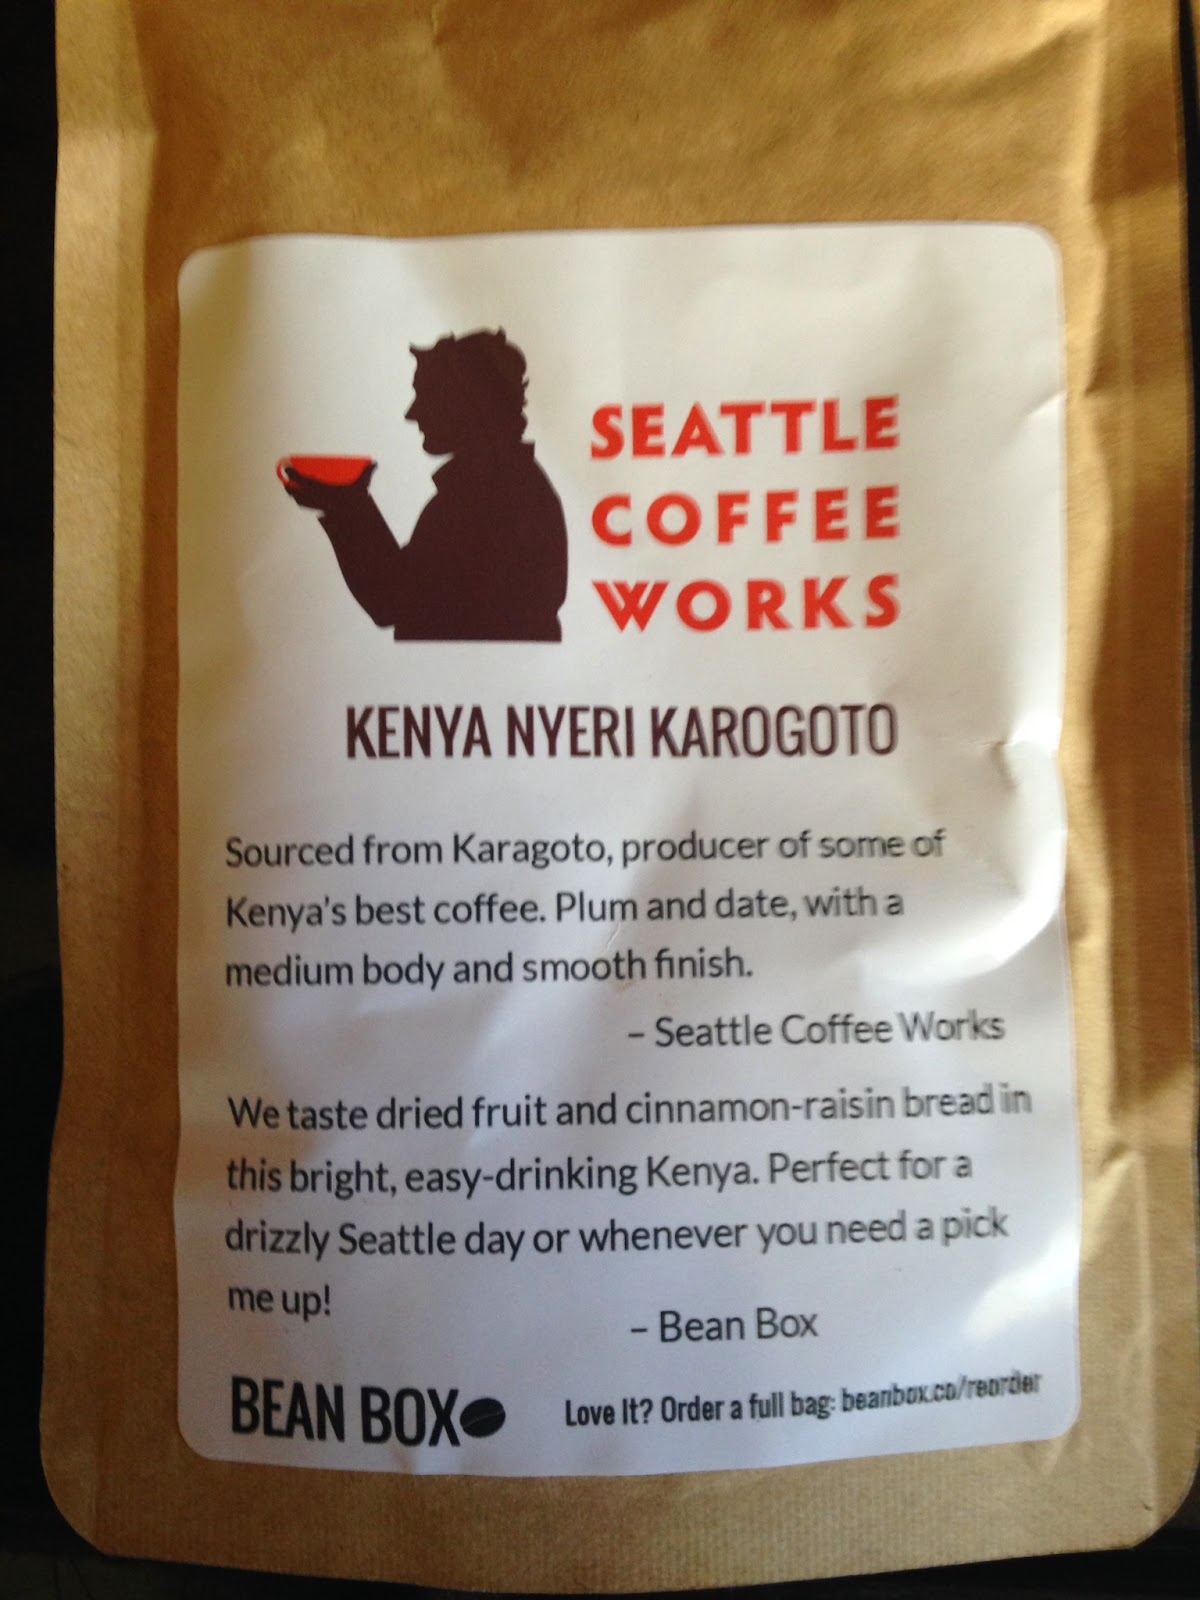 SEATTLE
COFFEE
WORKS
KENYA NYERI KAROGOTO
Sourced from Karagoto, producer of some of
Kenya's best coffee. Plum and date, with a
medium body and smooth finish.
– Seattle Coffee Works
We taste dried fruit and cinnamon-raisin bread in
this bright, easy-drinking Kenya. Perfect for a
drizzly Seattle day or whenever you need a pick
me up!
– Bean Box
BEAN BOX
Love It? Order a full bag: beanbox.co/reorder